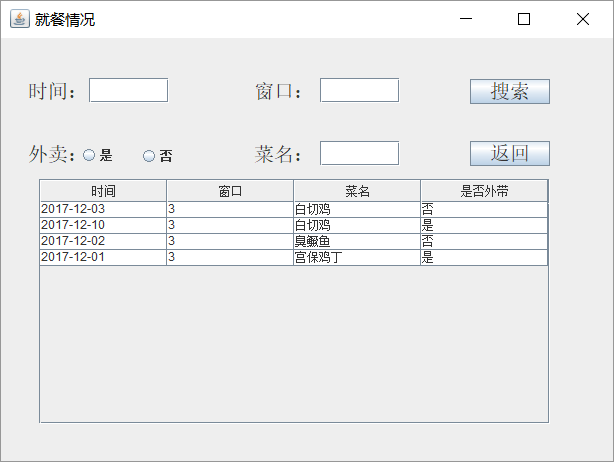 就餐情况
时间： 窗口： 搜索
外卖： 是 否 菜名： 返回
时间 窗口 菜名 是否外带
2017-12-03 3 白切鸡 否
2017-12-10 3 白切鸡 是
2017-12-02 3 臭鳜鱼 否
2017-12-01 3 宫保鸡丁 是